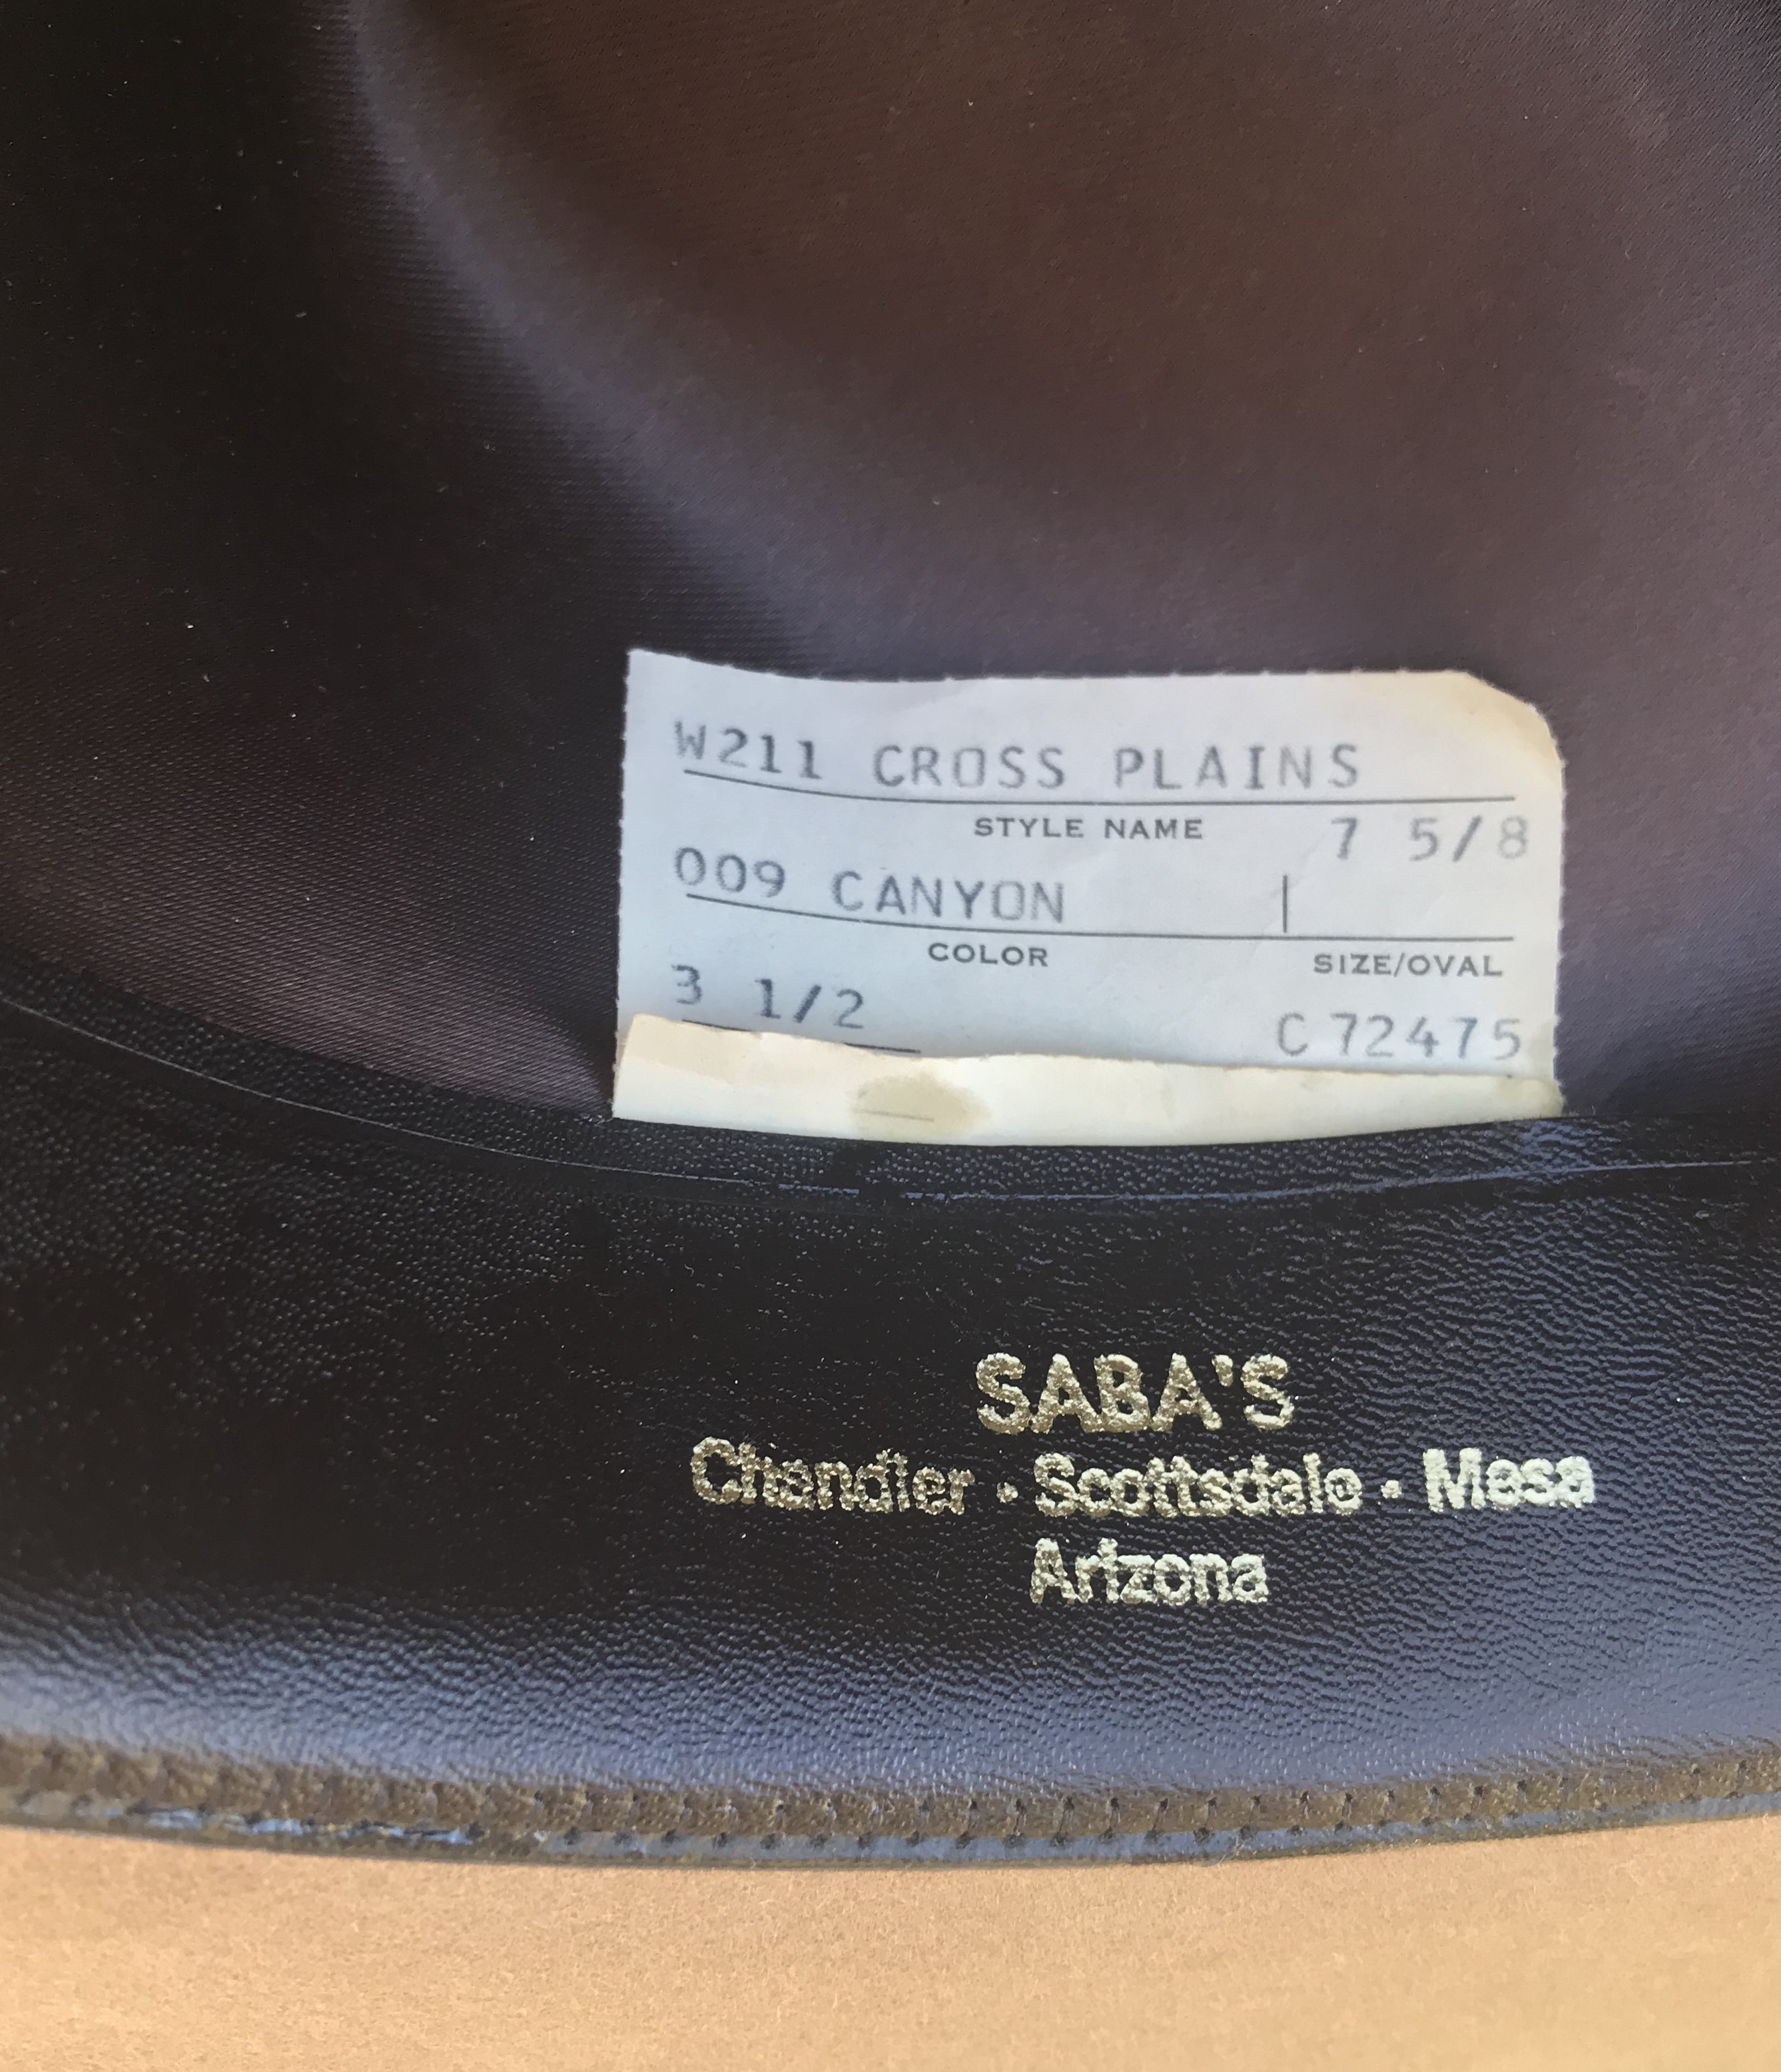 W211 CROSS PLAINS
STYLE NAME
7 5/8
009 CANYON
COLOR
SIZE/OVAL
3 1/2
C72475
SABA'S
Chandler · Scottsdale · Mesa
Arizona